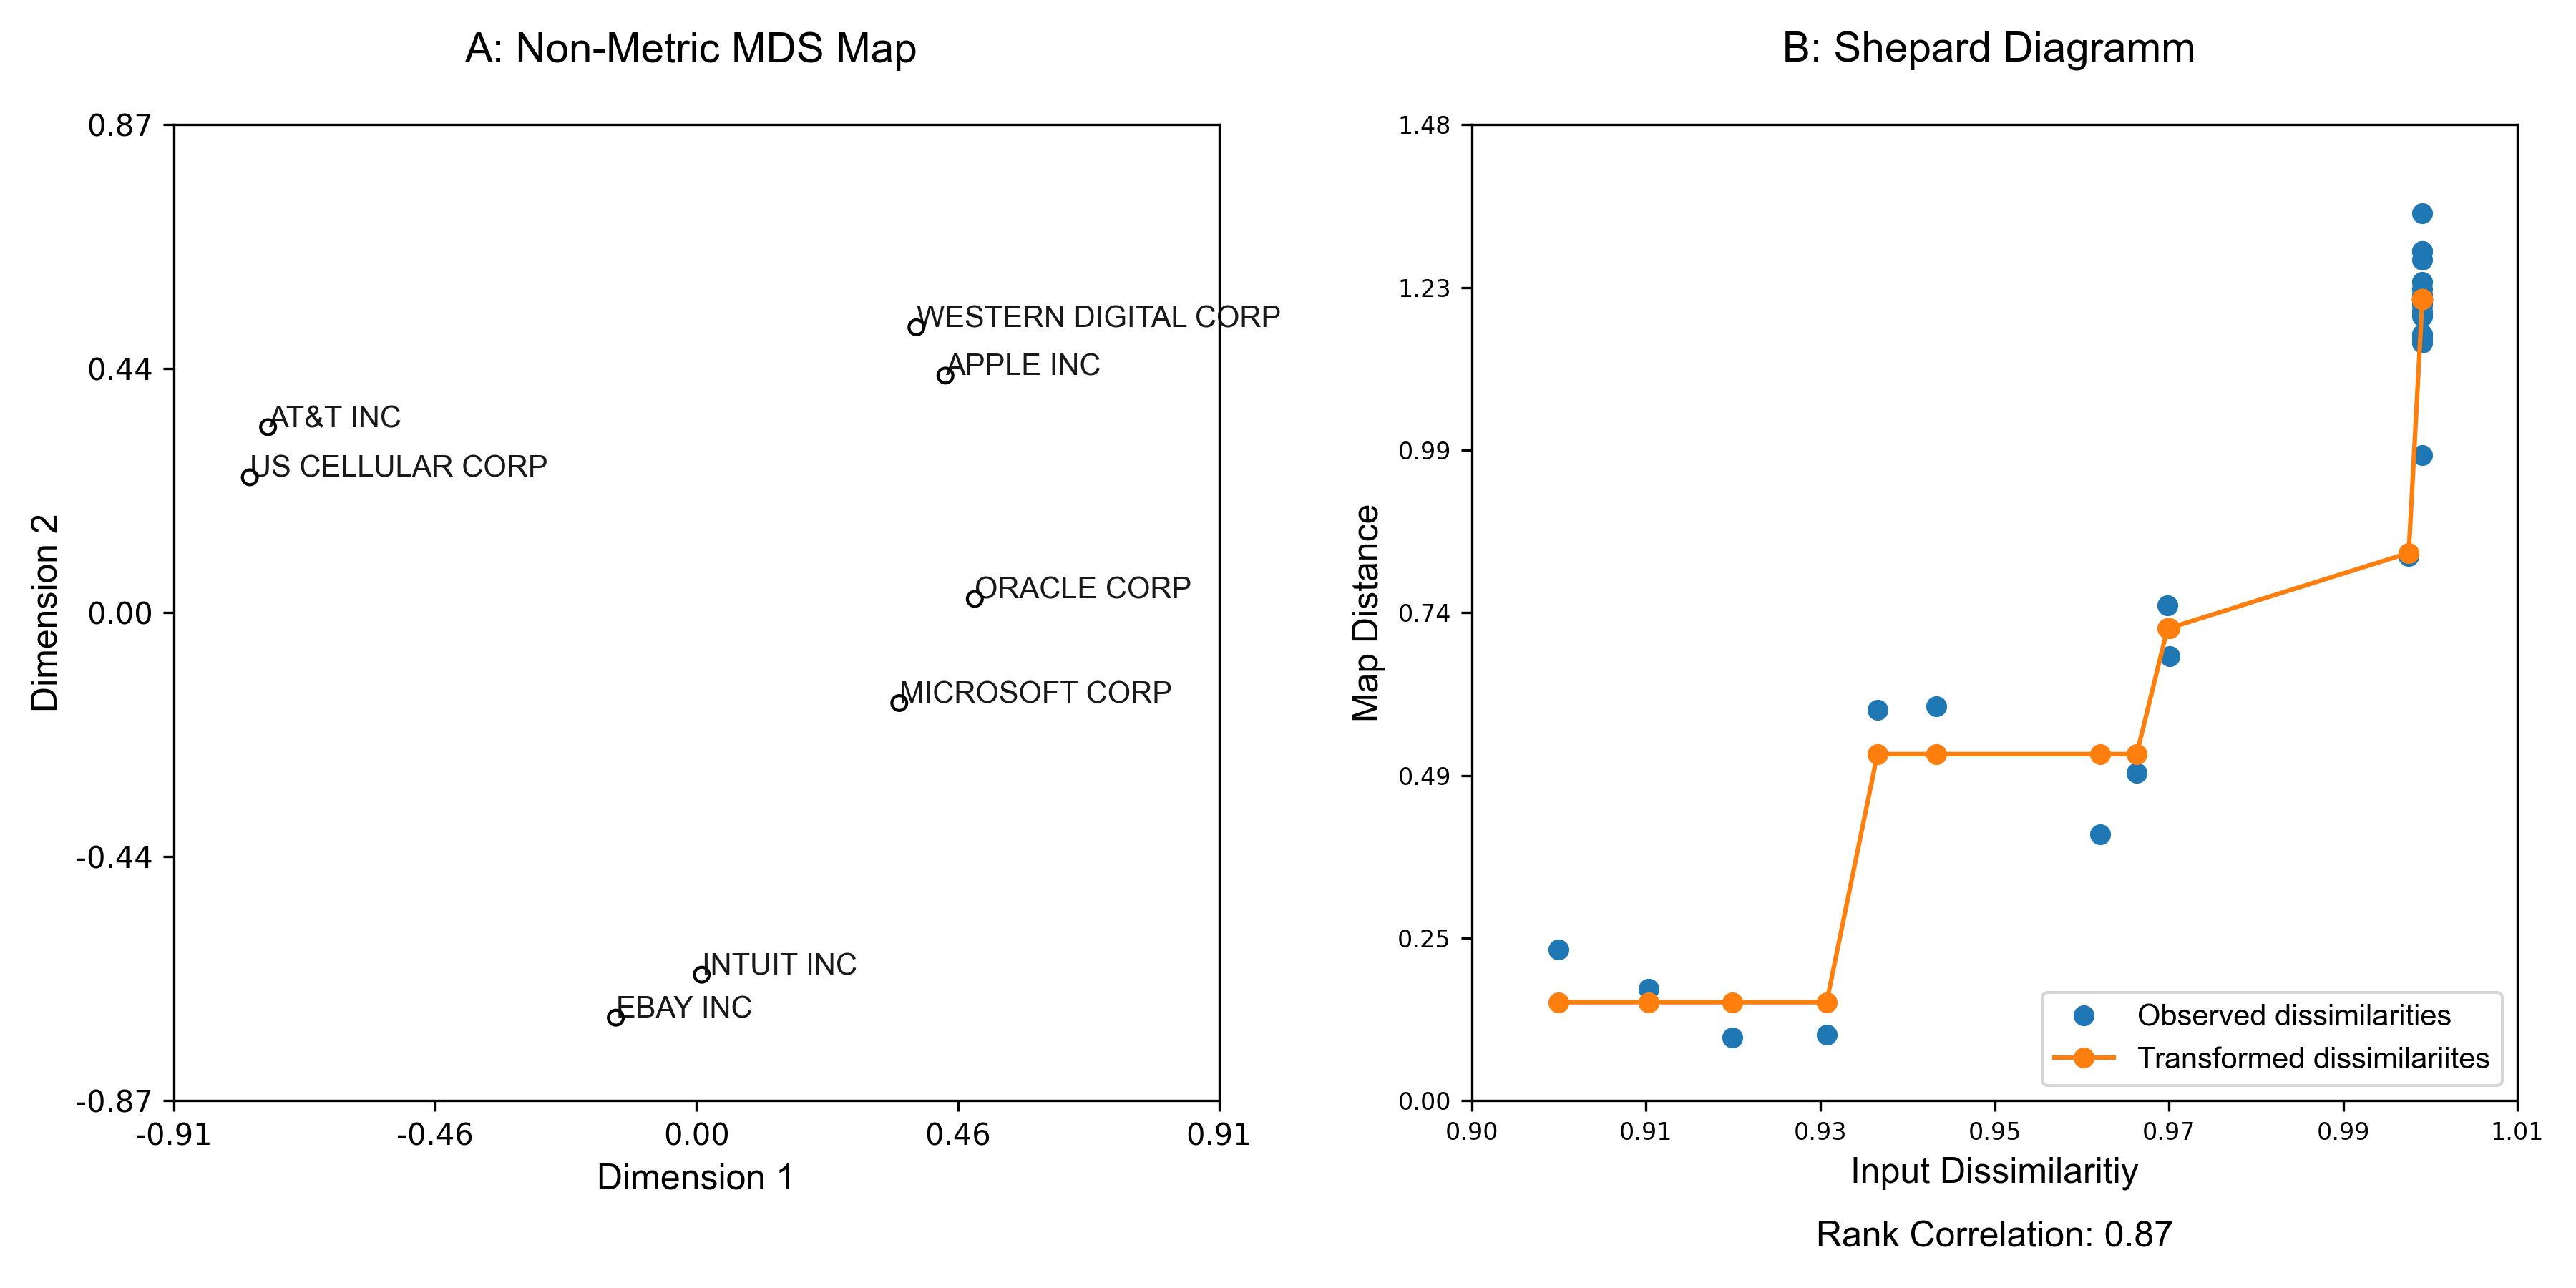 A: Non-Metric MDS Map
0.87
0.44
0.00
-0.44
-0.87
-0.91
-0.46
0.00
0.46
0.91
Dimension 2
Dimension 1
WESTERN DIGITAL CORP
APPLE INC
AT&T INC
US CELLULAR CORP
ORACLE CORP
MICROSOFT CORP
INTUIT INC
EBAY INC
B: Shepard Diagramm
1.48
1.23
0.99
0.74
0.49
0.25
0.00
0.90
0.91
0.93
0.95
0.97
0.99
1.01
Map Distance
Input Dissimilaritiy
Observed dissimilarities
Transformed dissimilariites
Rank Correlation: 0.87